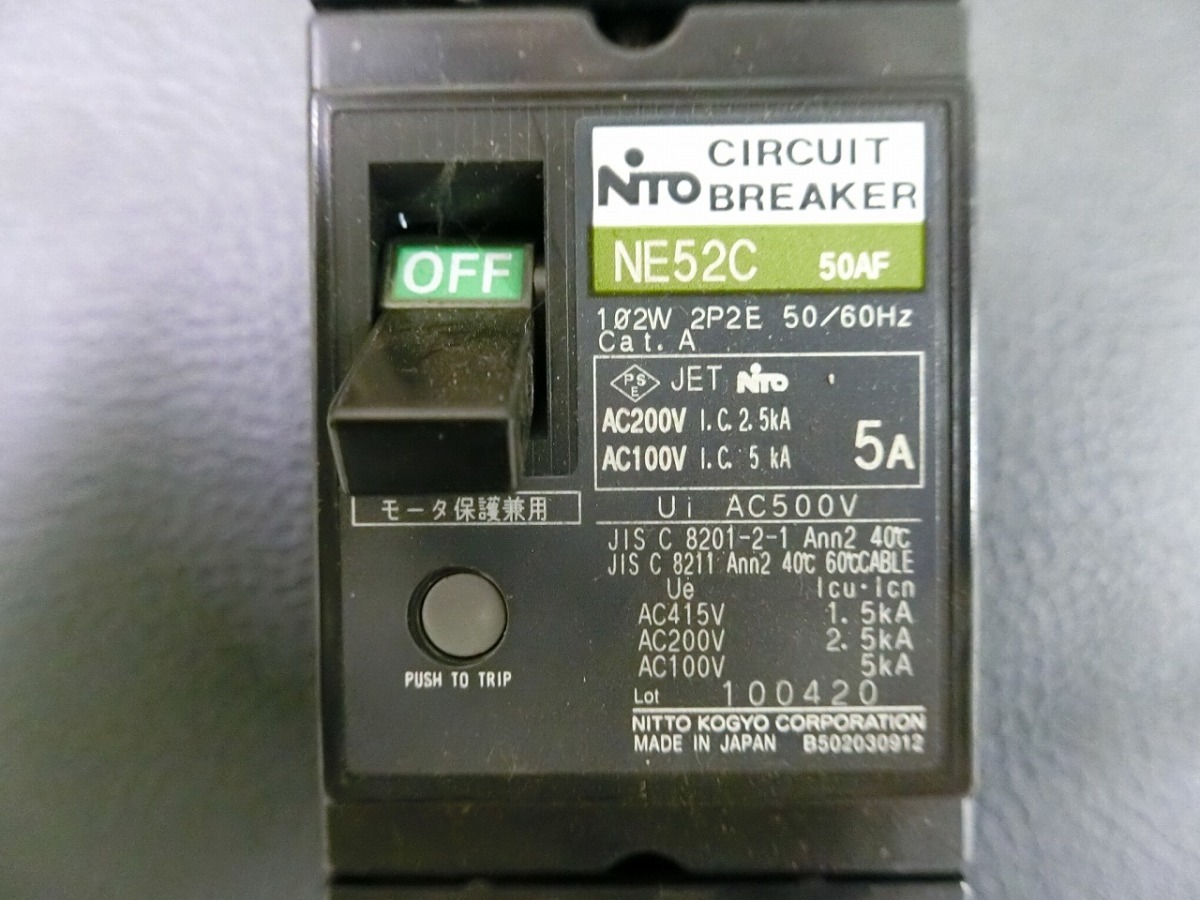 OFF
モータ保護兼用
PUSH TO TRIP
NITO CIRCUIT
BREAKER
NE52C 50AF
1Ø2W 2P2E 50/60Hz
Cat. A
PS
E
JET NITO
AC200V I.C. 2.5kA
AC100V I.C. 5 kA
5A
Ui AC500V
JIS C 8201-2-1 Ann2 40℃
JIS C 8211 Ann2 40℃ 60℃CABLE
Ue Icu·Icn
AC415V 1.5kA
AC200V 2.5kA
AC100V 5kA
Lot 100420
NITTO KOGYO CORPORATION
MADE IN JAPAN B502030912